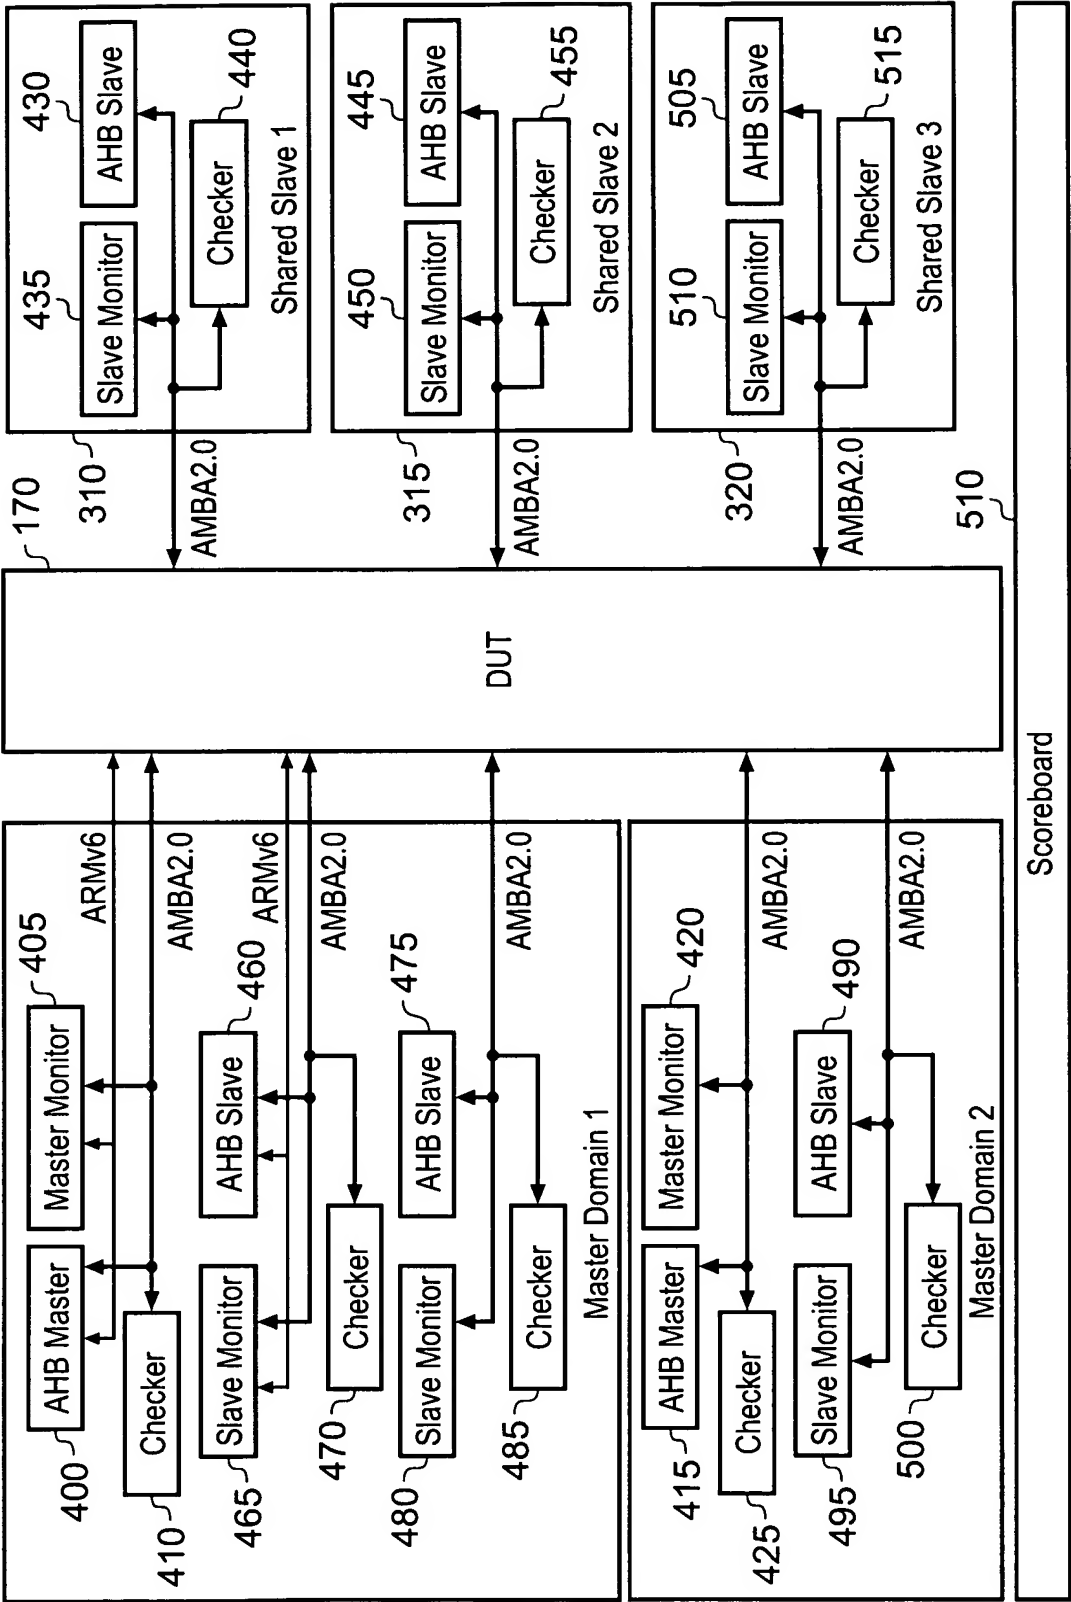 400
AHB Master
405
Master Monitor
ARMv6
410
Checker
AMBA2.0
465
Slave Monitor
460
AHB Slave
ARMv6
470
Checker
AMBA2.0
480
Slave Monitor
475
AHB Slave
AMBA2.0
485
Checker
Master Domain 1
415
AHB Master
420
Master Monitor
425
Checker
AMBA2.0
495
Slave Monitor
490
AHB Slave
AMBA2.0
500
Checker
Master Domain 2
170
DUT
310
435
Slave Monitor
430
AHB Slave
AMBA2.0
Checker
440
Shared Slave 1
315
450
Slave Monitor
445
AHB Slave
AMBA2.0
Checker
455
Shared Slave 2
320
510
Slave Monitor
505
AHB Slave
AMBA2.0
Checker
515
Shared Slave 3
510
Scoreboard